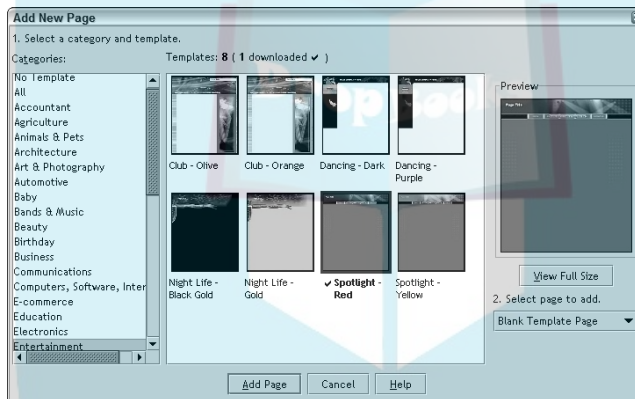 Add New Page
1. Select a category and template.
Categories:
Templates: 8 ( 1 downloaded ✔ )
No Template
All
Accountant
Agriculture
Animals & Pets
Architecture
Art & Photography
Automotive
Baby
Bands & Music
Beauty
Birthday
Business
Communications
Computers, Software, Inter
E-commerce
Education
Electronics
Entertainment
Club - Olive
Club - Orange
Dancing - Dark
Dancing -
Purple
Night Life -
Black Gold
Night Life -
Gold
✔ Spotlight -
Red
Spotlight -
Yellow
Preview
Page Title
View Full Size
2. Select page to add.
Blank Template Page
Add Page
Cancel
Help